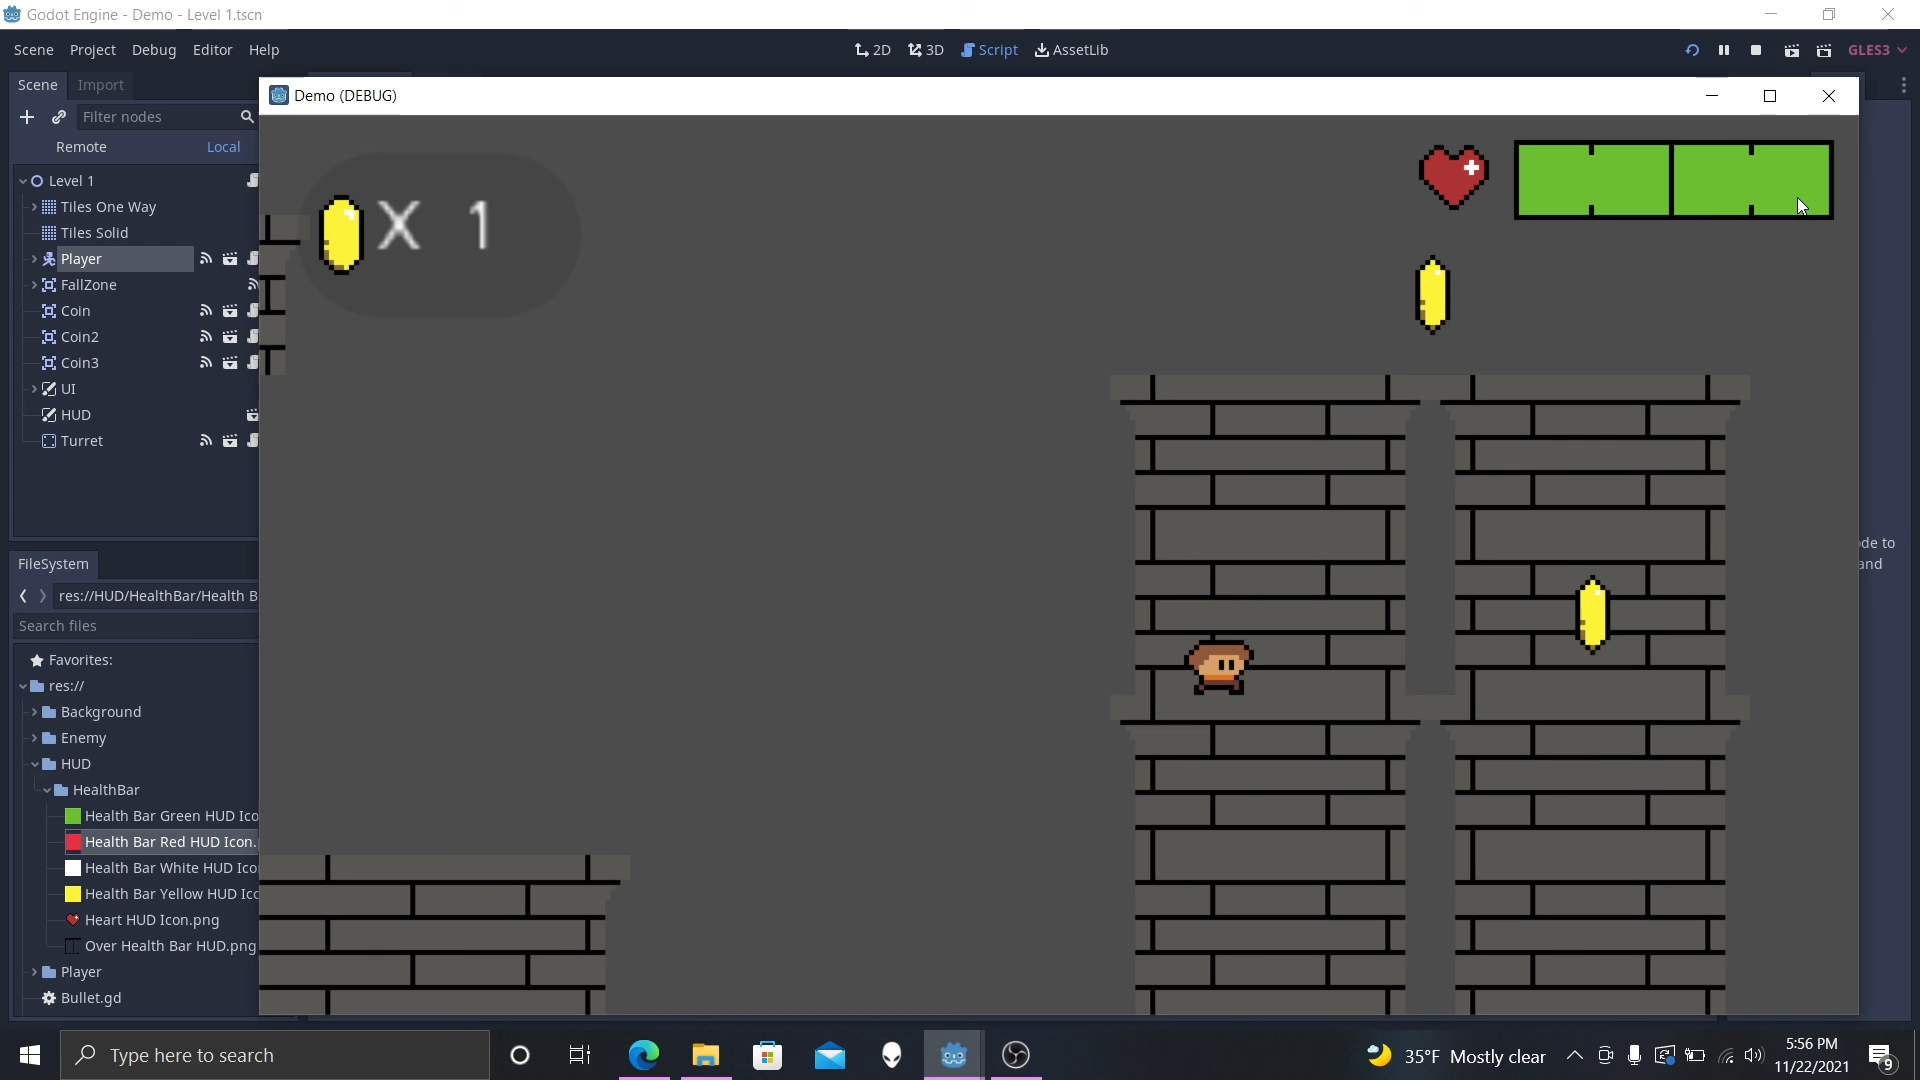 Godot Engine - Demo - Level 1.tscn
Scene Project Debug Editor Help
2D 3D Script AssetLib
GLES3
Scene Import
Filter nodes
Remote Local
Level 1
Tiles One Way
Tiles Solid
Player
FallZone
Coin
Coin2
Coin3
UI
HUD
Turret
FileSystem
res://HUD/HealthBar/Health B
Search files
Favorites:
res://
Background
Enemy
HUD
HealthBar
Health Bar Green HUD Ico
Health Bar Red HUD Icon.
Health Bar White HUD Ico
Health Bar Yellow HUD Ico
Heart HUD Icon.png
Over Health Bar HUD.png
Player
Bullet.gd
Demo (DEBUG)
X 1
de to
and
Type here to search
35°F Mostly clear
5:56 PM
11/22/2021
9